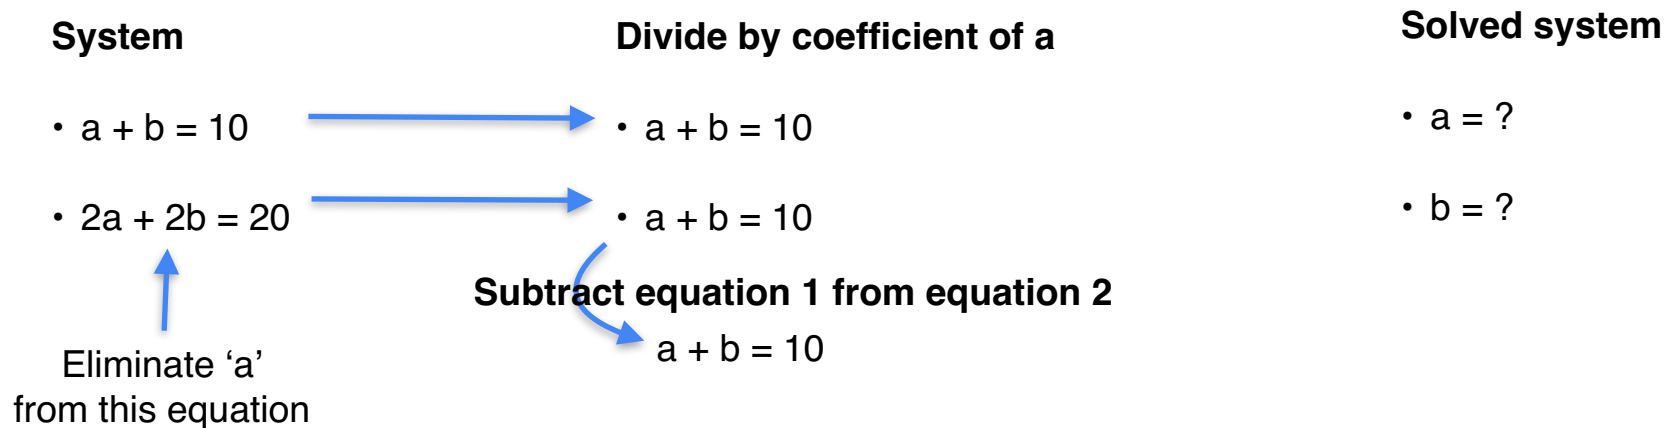 System
• a + b = 10
• 2a + 2b = 20
Eliminate ‘a’
from this equation
Divide by coefficient of a
• a + b = 10
• a + b = 10
Subtract equation 1 from equation 2
a + b = 10
Solved system
• a = ?
• b = ?